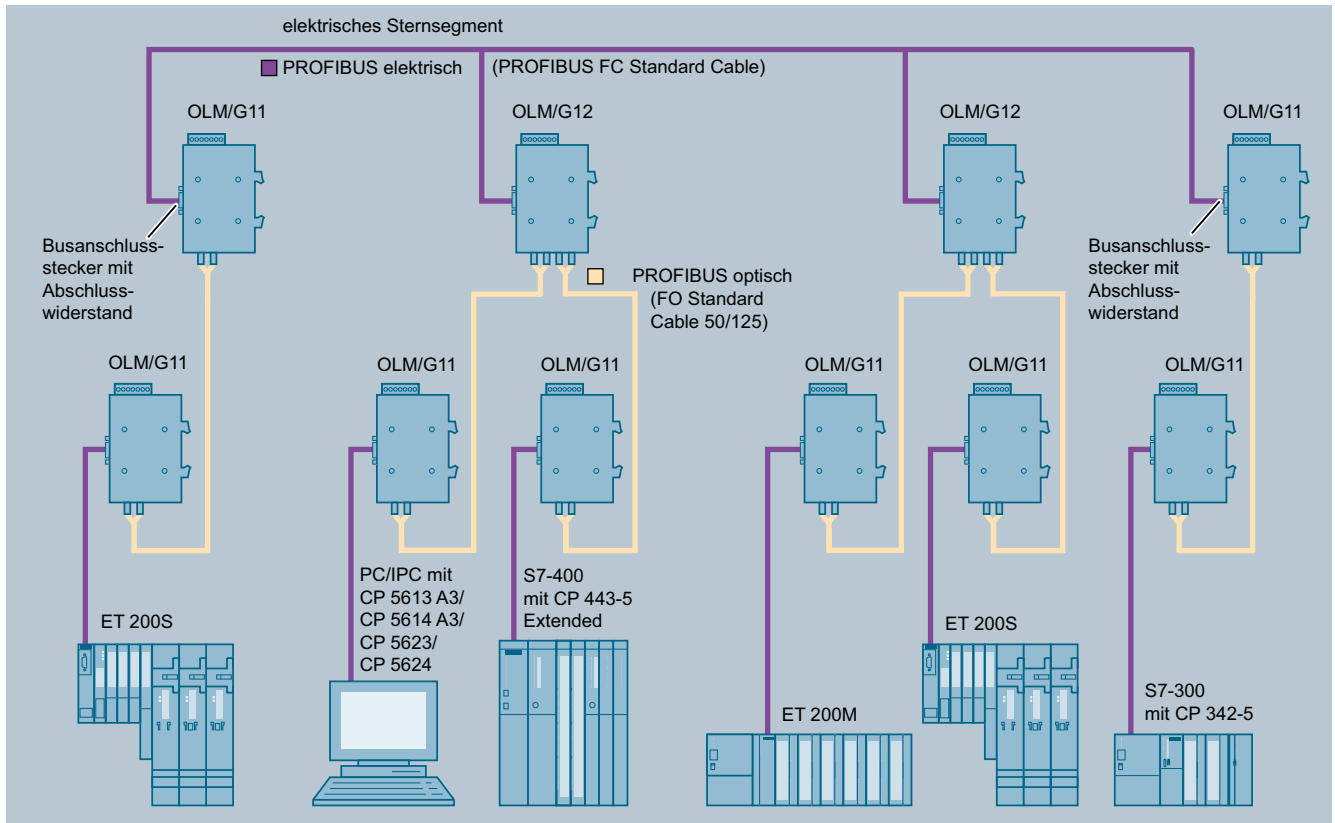 elektrisches Sternsegment
PROFIBUS elektrisch
(PROFIBUS FC Standard Cable)
OLM/G11
OLM/G12
OLM/G12
OLM/G11
Busanschluss-
stecker mit
Abschluss-
widerstand
PROFIBUS optisch
(FO Standard
Cable 50/125)
Busanschluss-
stecker mit
Abschluss-
widerstand
OLM/G11
OLM/G11
OLM/G11
OLM/G11
OLM/G11
OLM/G11
ET 200S
PC/IPC mit
CP 5613 A3/
CP 5614 A3/
CP 5623/
CP 5624
S7-400
mit CP 443-5
Extended
ET 200M
ET 200S
S7-300
mit CP 342-5